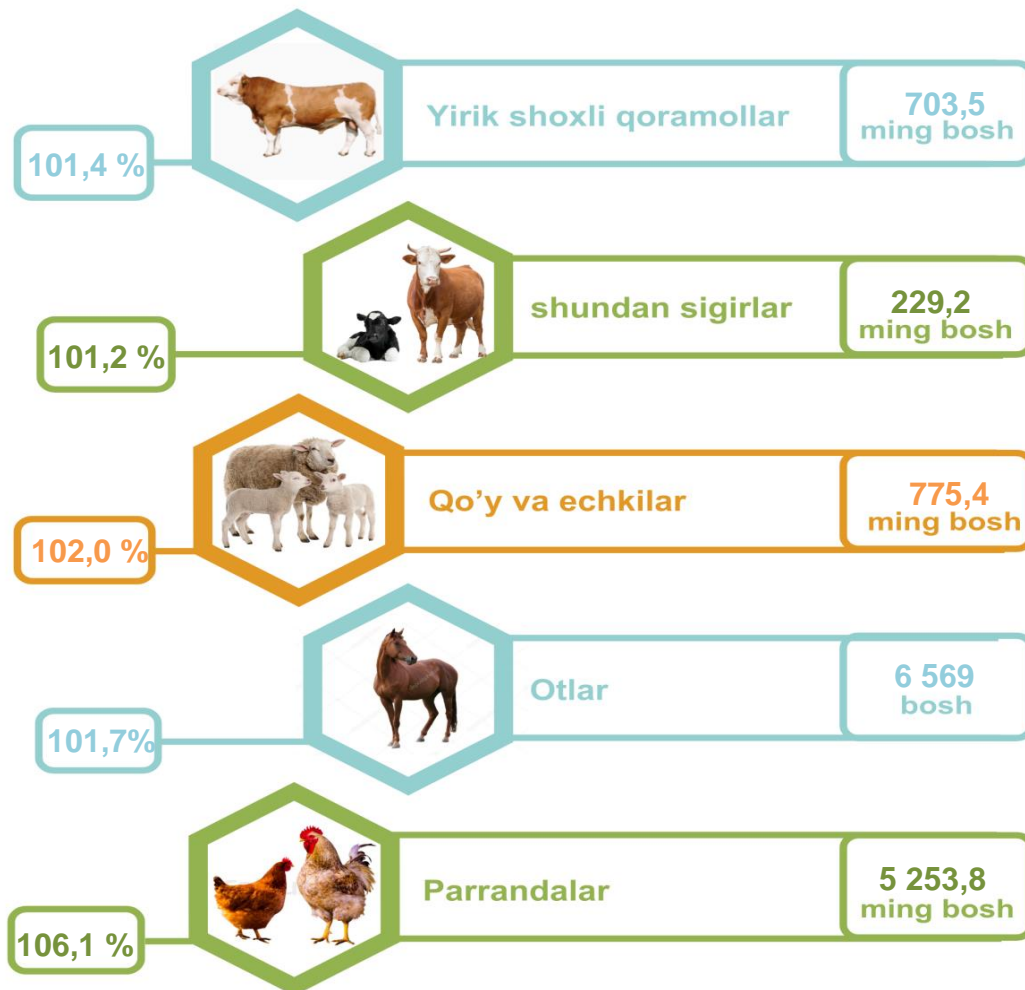 Yirik shoxli qoramollar
703,5
ming bosh
101,4 %
shundan sigirlar
229,2
ming bosh
101,2 %
Qo'y va echkilar
775,4
ming bosh
102,0 %
Otlar
6 569
bosh
101,7%
Parrandalar
5 253,8
ming bosh
106,1 %